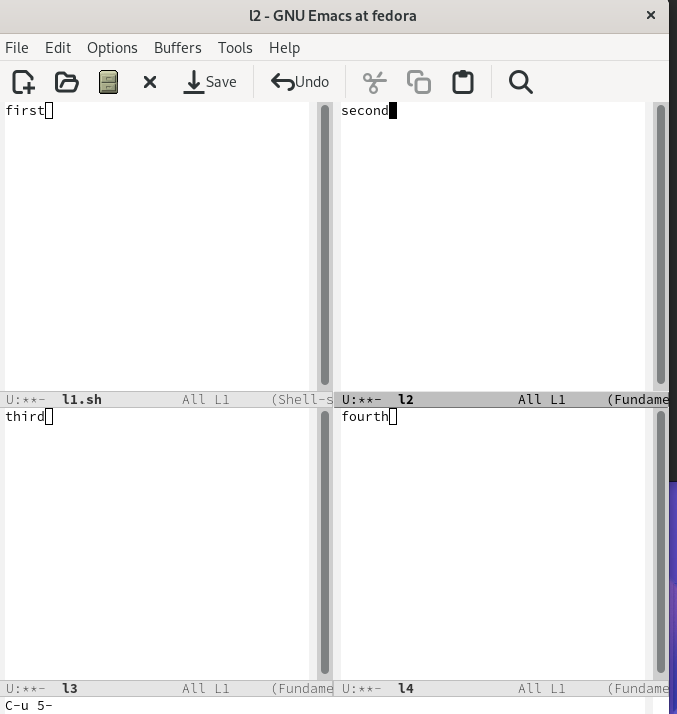 l2 - GNU Emacs at fedora
File Edit Options Buffers Tools Help
Save Undo
first
second
U:**- l1.sh All L1 (Shell-s
U:**- l2 All L1 (Fundame
third
fourth
U:**- l3 All L1 (Fundame
U:**- l4 All L1 (Fundame
C-u 5-